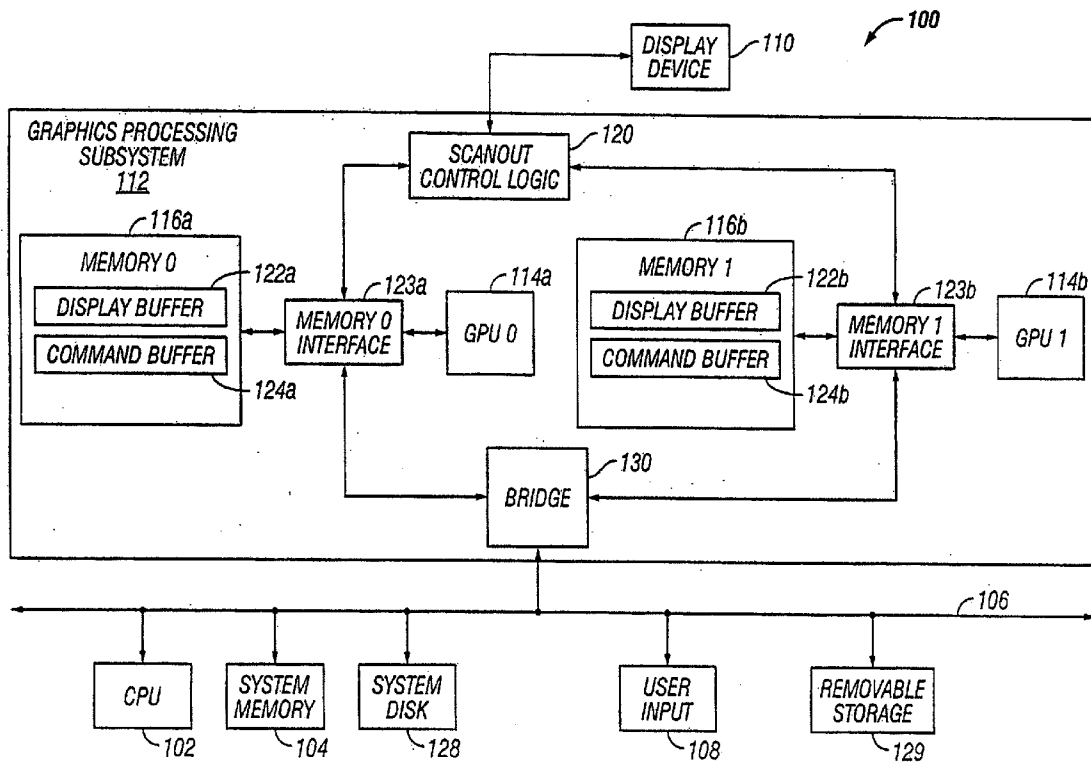 100
DISPLAY
DEVICE
110
GRAPHICS PROCESSING
SUBSYSTEM
112
120
SCANOUT
CONTROL LOGIC
116a
MEMORY 0
122a
DISPLAY BUFFER
COMMAND BUFFER
124a
123a
MEMORY 0
INTERFACE
114a
GPU 0
116b
MEMORY 1
122b
DISPLAY BUFFER
COMMAND BUFFER
124b
123b
MEMORY 1
INTERFACE
114b
GPU 1
130
BRIDGE
106
CPU
102
SYSTEM
MEMORY
104
SYSTEM
DISK
128
USER
INPUT
108
REMOVABLE
STORAGE
129